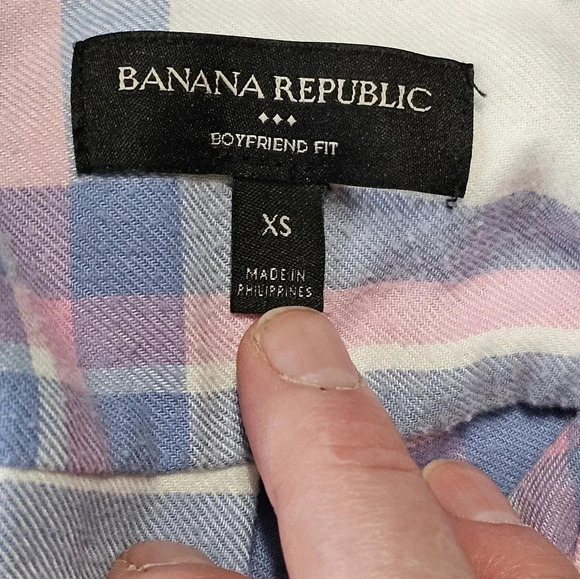 BANANA REPUBLIC
BOYFRIEND FIT
XS
MADE IN
PHILIPPINES